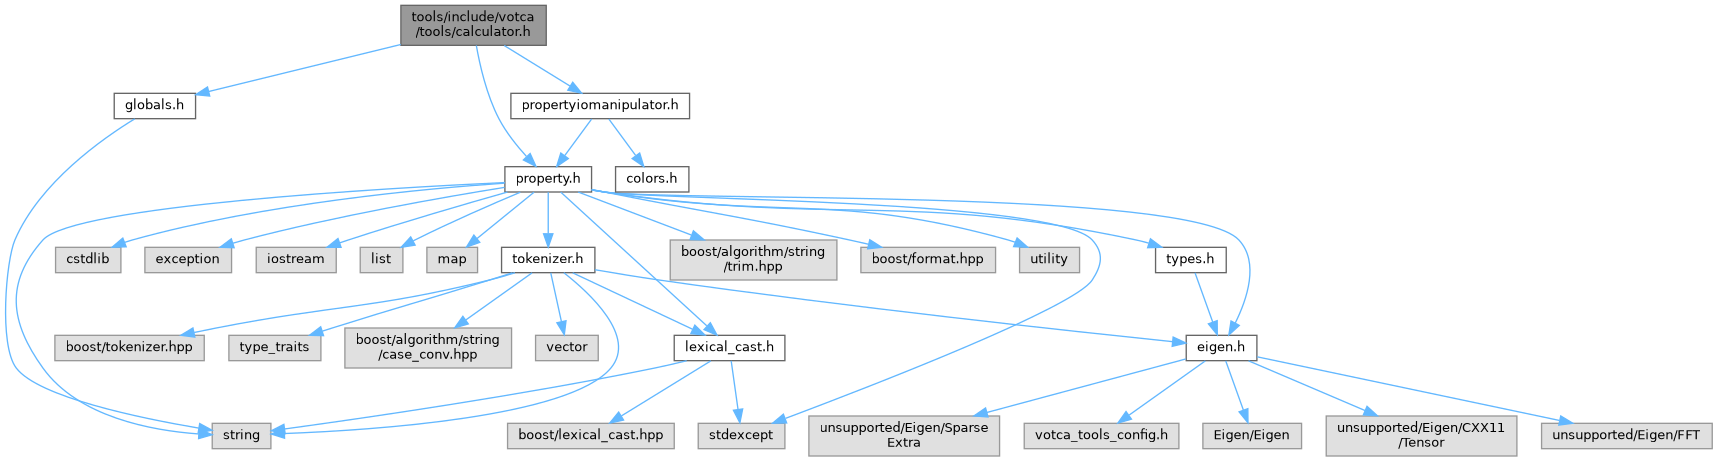 tools/include/votca
/tools/calculator.h
globals.h
propertyiomanipulator.h
property.h
colors.h
cstdlib
exception
iostream
list
map
tokenizer.h
boost/algorithm/string
/trim.hpp
boost/format.hpp
utility
types.h
boost/tokenizer.hpp
type_traits
boost/algorithm/string
/case_conv.hpp
vector
lexical_cast.h
eigen.h
string
boost/lexical_cast.hpp
stdexcept
unsupported/Eigen/Sparse
Extra
votca_tools_config.h
Eigen/Eigen
unsupported/Eigen/CXX11
/Tensor
unsupported/Eigen/FFT